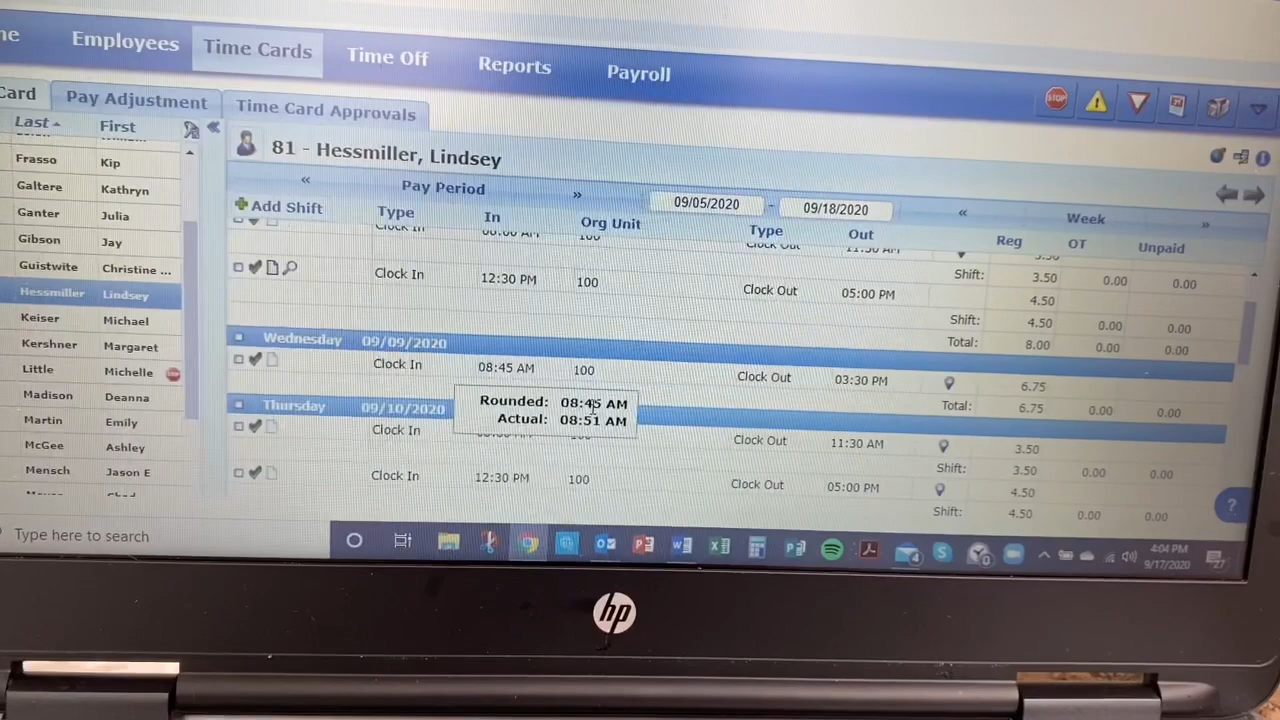 Employees Time Cards Time Off Reports Payroll
Card Pay Adjustment Time Card Approvals
Last First
Frasso Kip
Galtere Kathryn
Ganter Julia
Gibson Jay
Guistwite Christine ...
Hessmiller Lindsey
Keiser Michael
Kershner Margaret
Little Michelle
Madison Deanna
Martin Emily
McGee Ashley
Mensch Jason E
81 - Hessmiller, Lindsey
« Pay Period » 09/05/2020 - 09/18/2020 « Week »
Add Shift Type In Org Unit Type Out Reg OT Unpaid
Clock In 100 Clock Out 3.50
Shift: 3.50 0.00 0.00
Clock In 12:30 PM 100 Clock Out 05:00 PM 4.50
Shift: 4.50 0.00 0.00
Total: 8.00 0.00 0.00
Wednesday 09/09/2020
Clock In 08:45 AM 100 Clock Out 03:30 PM 6.75
Total: 6.75 0.00 0.00
Rounded: 08:45 AM
Actual: 08:51 AM
Thursday 09/10/2020
Clock In Clock Out 11:30 AM 3.50
Shift: 3.50 0.00 0.00
Clock In 12:30 PM 100 Clock Out 05:00 PM 4.50
Shift: 4.50 0.00 0.00
?
Type here to search
4:04 PM
9/17/2020
hp